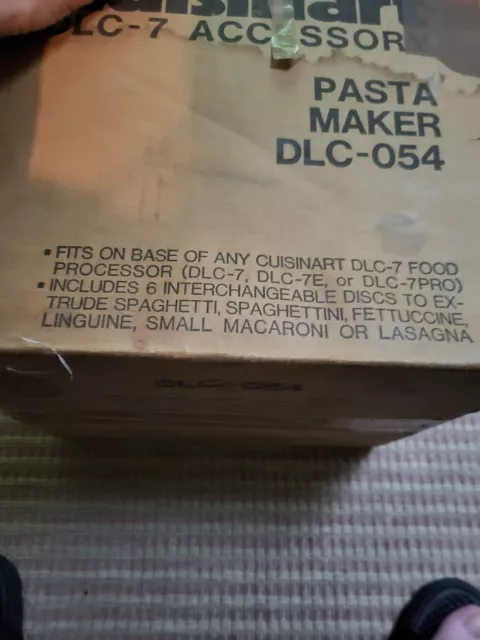 Cuisinart
DLC-7 ACCESSORY
PASTA
MAKER
DLC-054
• FITS ON BASE OF ANY CUISINART DLC-7 FOOD
PROCESSOR (DLC-7, DLC-7E, or DLC-7PRO)
• INCLUDES 6 INTERCHANGEABLE DISCS TO EX-
TRUDE SPAGHETTI, SPAGHETTINI, FETTUCCINE,
LINGUINE, SMALL MACARONI OR LASAGNA
DLC-054